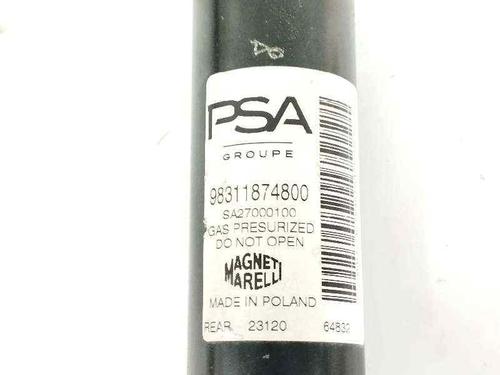 PSA
GROUPE
98311874800
SA27000100
GAS PRESURIZED
DO NOT OPEN
MAGNETI
MARELLI
MADE IN POLAND
REAR 23120 64832